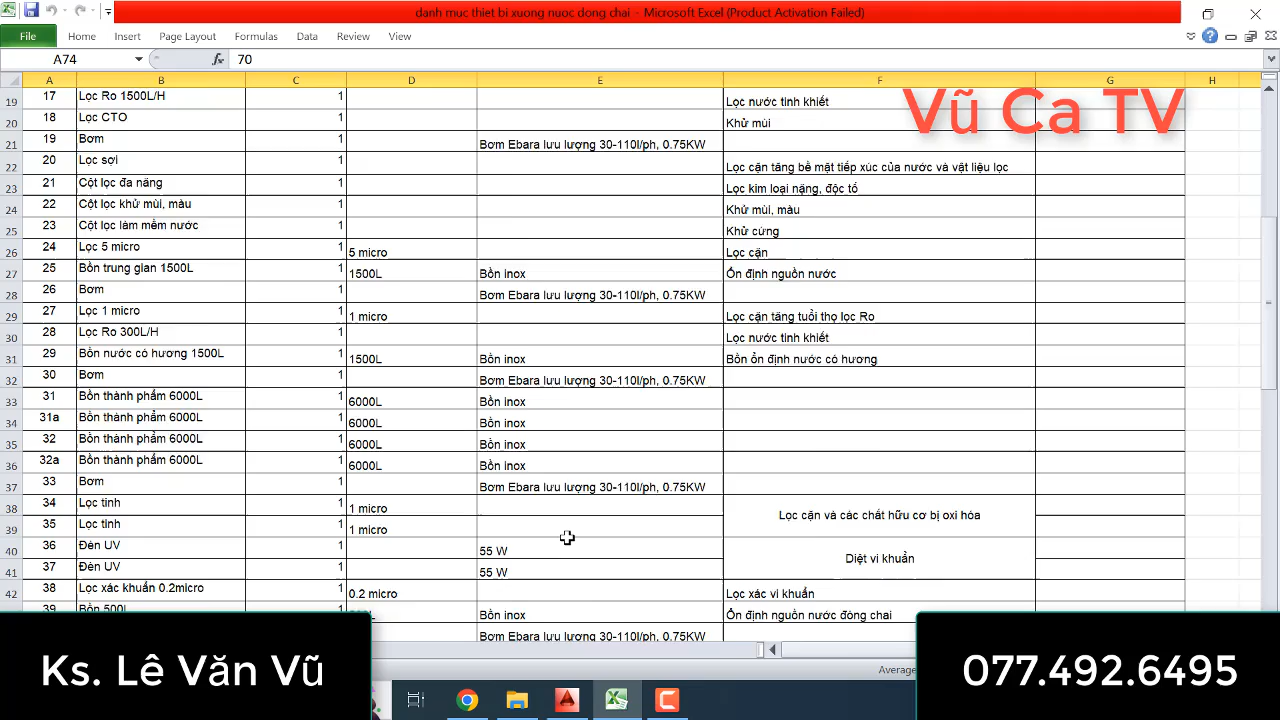 danh muc thiet bi xuong nuoc dong chai - Microsoft Excel (Product Activation Failed)
File Home Insert Page Layout Formulas Data Review View
A74 fx 70
A B C D E F G H
Vũ Ca TV
19 17 Lọc Ro 1500L/H 1 Lọc nước tinh khiết
20 18 Lọc CTO 1 Khử mùi
21 19 Bơm 1 Bơm Ebara lưu lượng 30-110l/ph, 0.75KW
22 20 Lọc sợi 1 Lọc cặn tăng bề mặt tiếp xúc của nước và vật liệu lọc
23 21 Cột lọc đa năng 1 Lọc kim loại nặng, độc tố
24 22 Cột lọc khử mùi, màu 1 Khử mùi, màu
25 23 Cột lọc làm mềm nước 1 Khử cứng
26 24 Lọc 5 micro 1 5 micro Lọc cặn
27 25 Bồn trung gian 1500L 1 1500L Bồn inox Ổn định nguồn nước
28 26 Bơm 1 Bơm Ebara lưu lượng 30-110l/ph, 0.75KW
29 27 Lọc 1 micro 1 1 micro Lọc cặn tăng tuổi thọ lọc Ro
30 28 Lọc Ro 300L/H 1 Lọc nước tinh khiết
31 29 Bồn nước có hương 1500L 1 1500L Bồn inox Bồn ổn định nước có hương
32 30 Bơm 1 Bơm Ebara lưu lượng 30-110l/ph, 0.75KW
33 31 Bồn thành phẩm 6000L 1 6000L Bồn inox
34 31a Bồn thành phẩm 6000L 1 6000L Bồn inox
35 32 Bồn thành phẩm 6000L 1 6000L Bồn inox
36 32a Bồn thành phẩm 6000L 1 6000L Bồn inox
37 33 Bơm 1 Bơm Ebara lưu lượng 30-110l/ph, 0.75KW
38 34 Lọc tinh 1 1 micro Lọc cặn và các chất hữu cơ bị oxi hóa
39 35 Lọc tinh 1 1 micro
40 36 Đèn UV 1 55 W Diệt vi khuẩn
41 37 Đèn UV 1 55 W
42 38 Lọc xác khuẩn 0.2micro 1 0.2 micro Lọc xác vi khuẩn
39 Bồn 500L 1 Bồn inox Ổn định nguồn nước đóng chai
Bơm Ebara lưu lượng 30-110l/ph, 0.75KW
Ks. Lê Văn Vũ
077.492.6495
Average